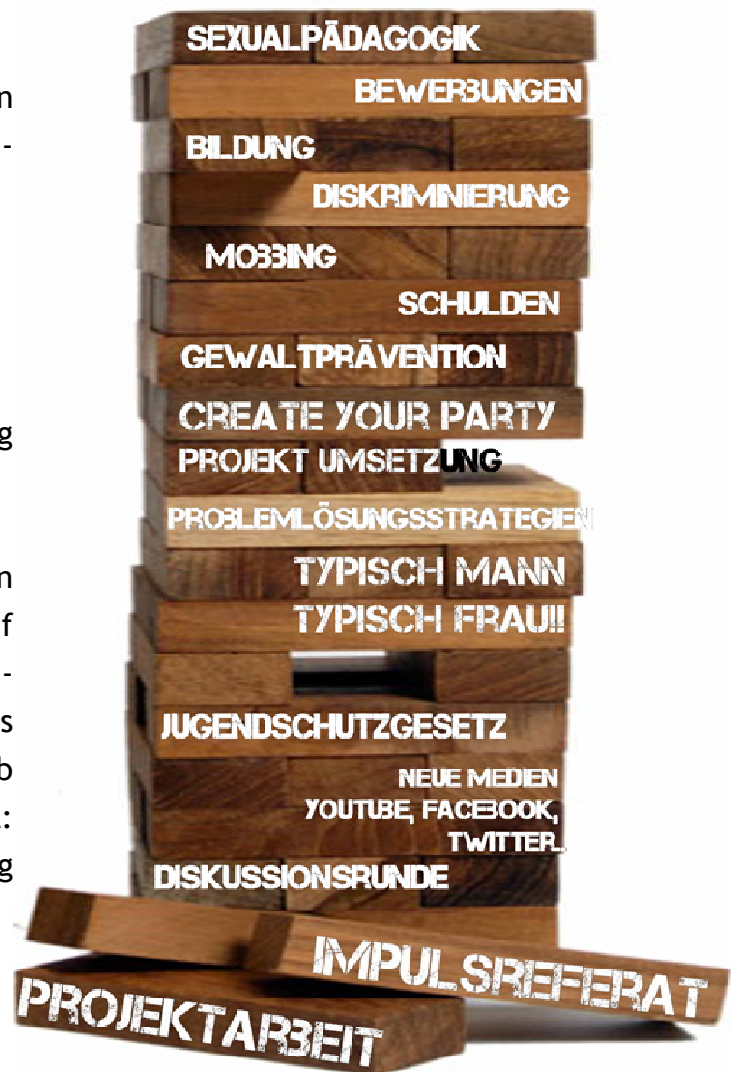 SEXUALPÄDAGOGIK
n
BEWERBUNGEN
-
BILDUNG
DISKRIMINIERUNG
MOBBING
SCHULDEN
GEWALTPRÄVENTION
CREATE YOUR PARTY
g
PROJEKT UMSETZUNG
PROBLEMLÖSUNGSSTRATEGIEN
n
TYPISCH MANN
f
TYPISCH FRAU!!
-
s
JUGENDSCHUTZGESETZ
NEUE MEDIEN
b
YOUTUBE, FACEBOOK,
:
TWITTER..
g
DISKUSSIONSRUNDE
IMPULSREFERAT
PROJEKTARBEIT